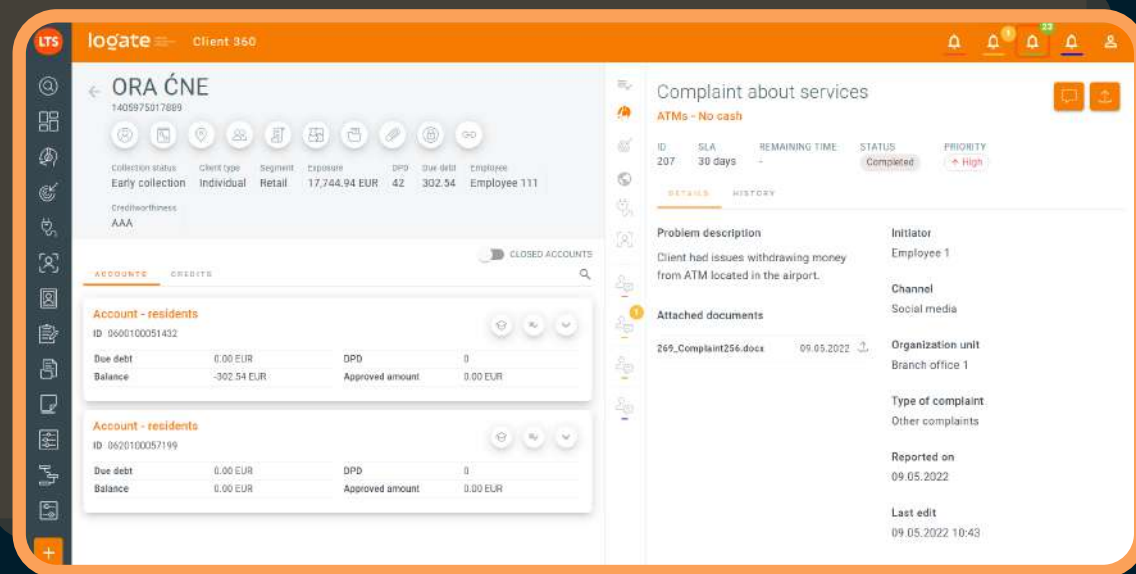 LTS
logate
Client 360
1
22
ORA ĆNE
1405975017889
Collection status
Early collection
Client type
Individual
Segment
Retail
Exposure
17,744.94 EUR
DPD
42
Due debt
302.54
Employee
Employee 111
Creditworthiness
AAA
CLOSED ACCOUNTS
ACCOUNTS CREDITS
Account - residents
ID 0600100051432
Due debt 0.00 EUR DPD 0
Balance -302.54 EUR Approved amount 0.00 EUR
Account - residents
ID 0620100057199
Due debt 0.00 EUR DPD 0
Balance 0.00 EUR Approved amount 0.00 EUR
1
Complaint about services
ATMs - No cash
ID SLA REMAINING TIME STATUS PRIORITY
207 30 days - Completed High
DETAILS HISTORY
Problem description
Client had issues withdrawing money
from ATM located in the airport.
Attached documents
269_Complaint256.docx 09.05.2022
Initiator
Employee 1
Channel
Social media
Organization unit
Branch office 1
Type of complaint
Other complaints
Reported on
09.05.2022
Last edit
09.05.2022 10:43